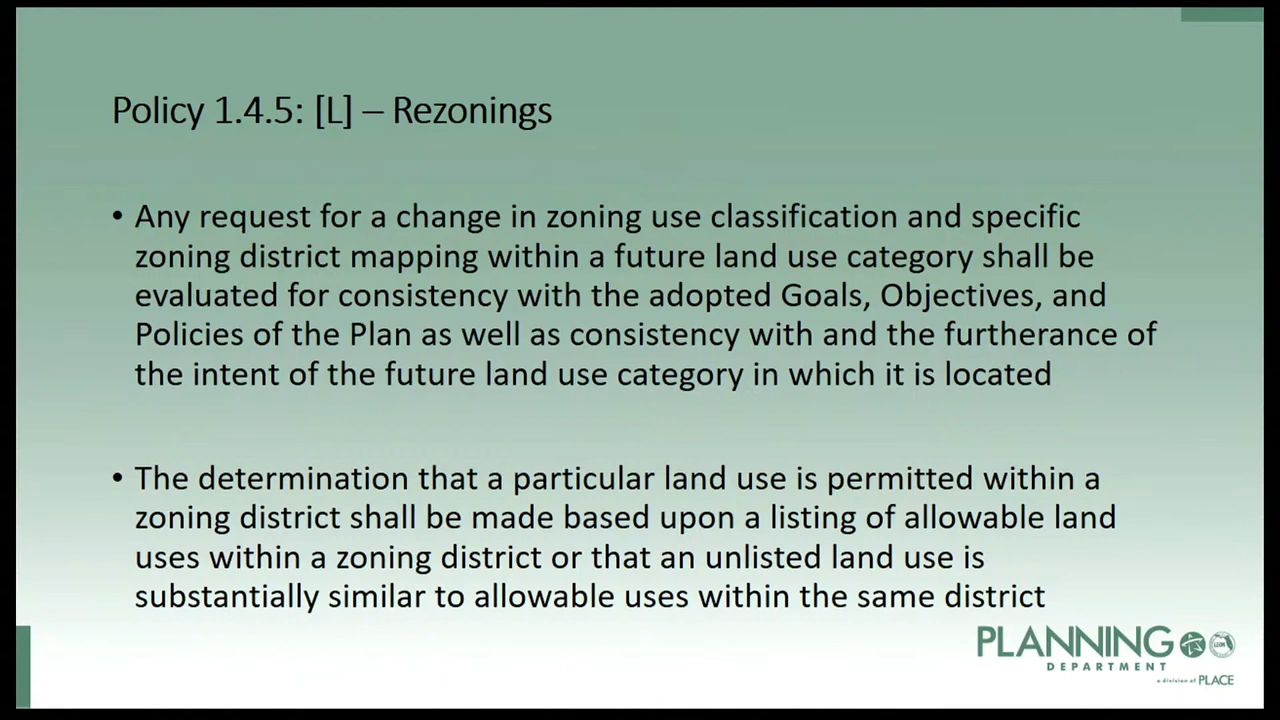 Policy 1.4.5: [L] – Rezonings
• Any request for a change in zoning use classification and specific
zoning district mapping within a future land use category shall be
evaluated for consistency with the adopted Goals, Objectives, and
Policies of the Plan as well as consistency with and the furtherance of
the intent of the future land use category in which it is located
• The determination that a particular land use is permitted within a
zoning district shall be made based upon a listing of allowable land
uses within a zoning district or that an unlisted land use is
substantially similar to allowable uses within the same district
PLANNING
DEPARTMENT
a division of PLACE